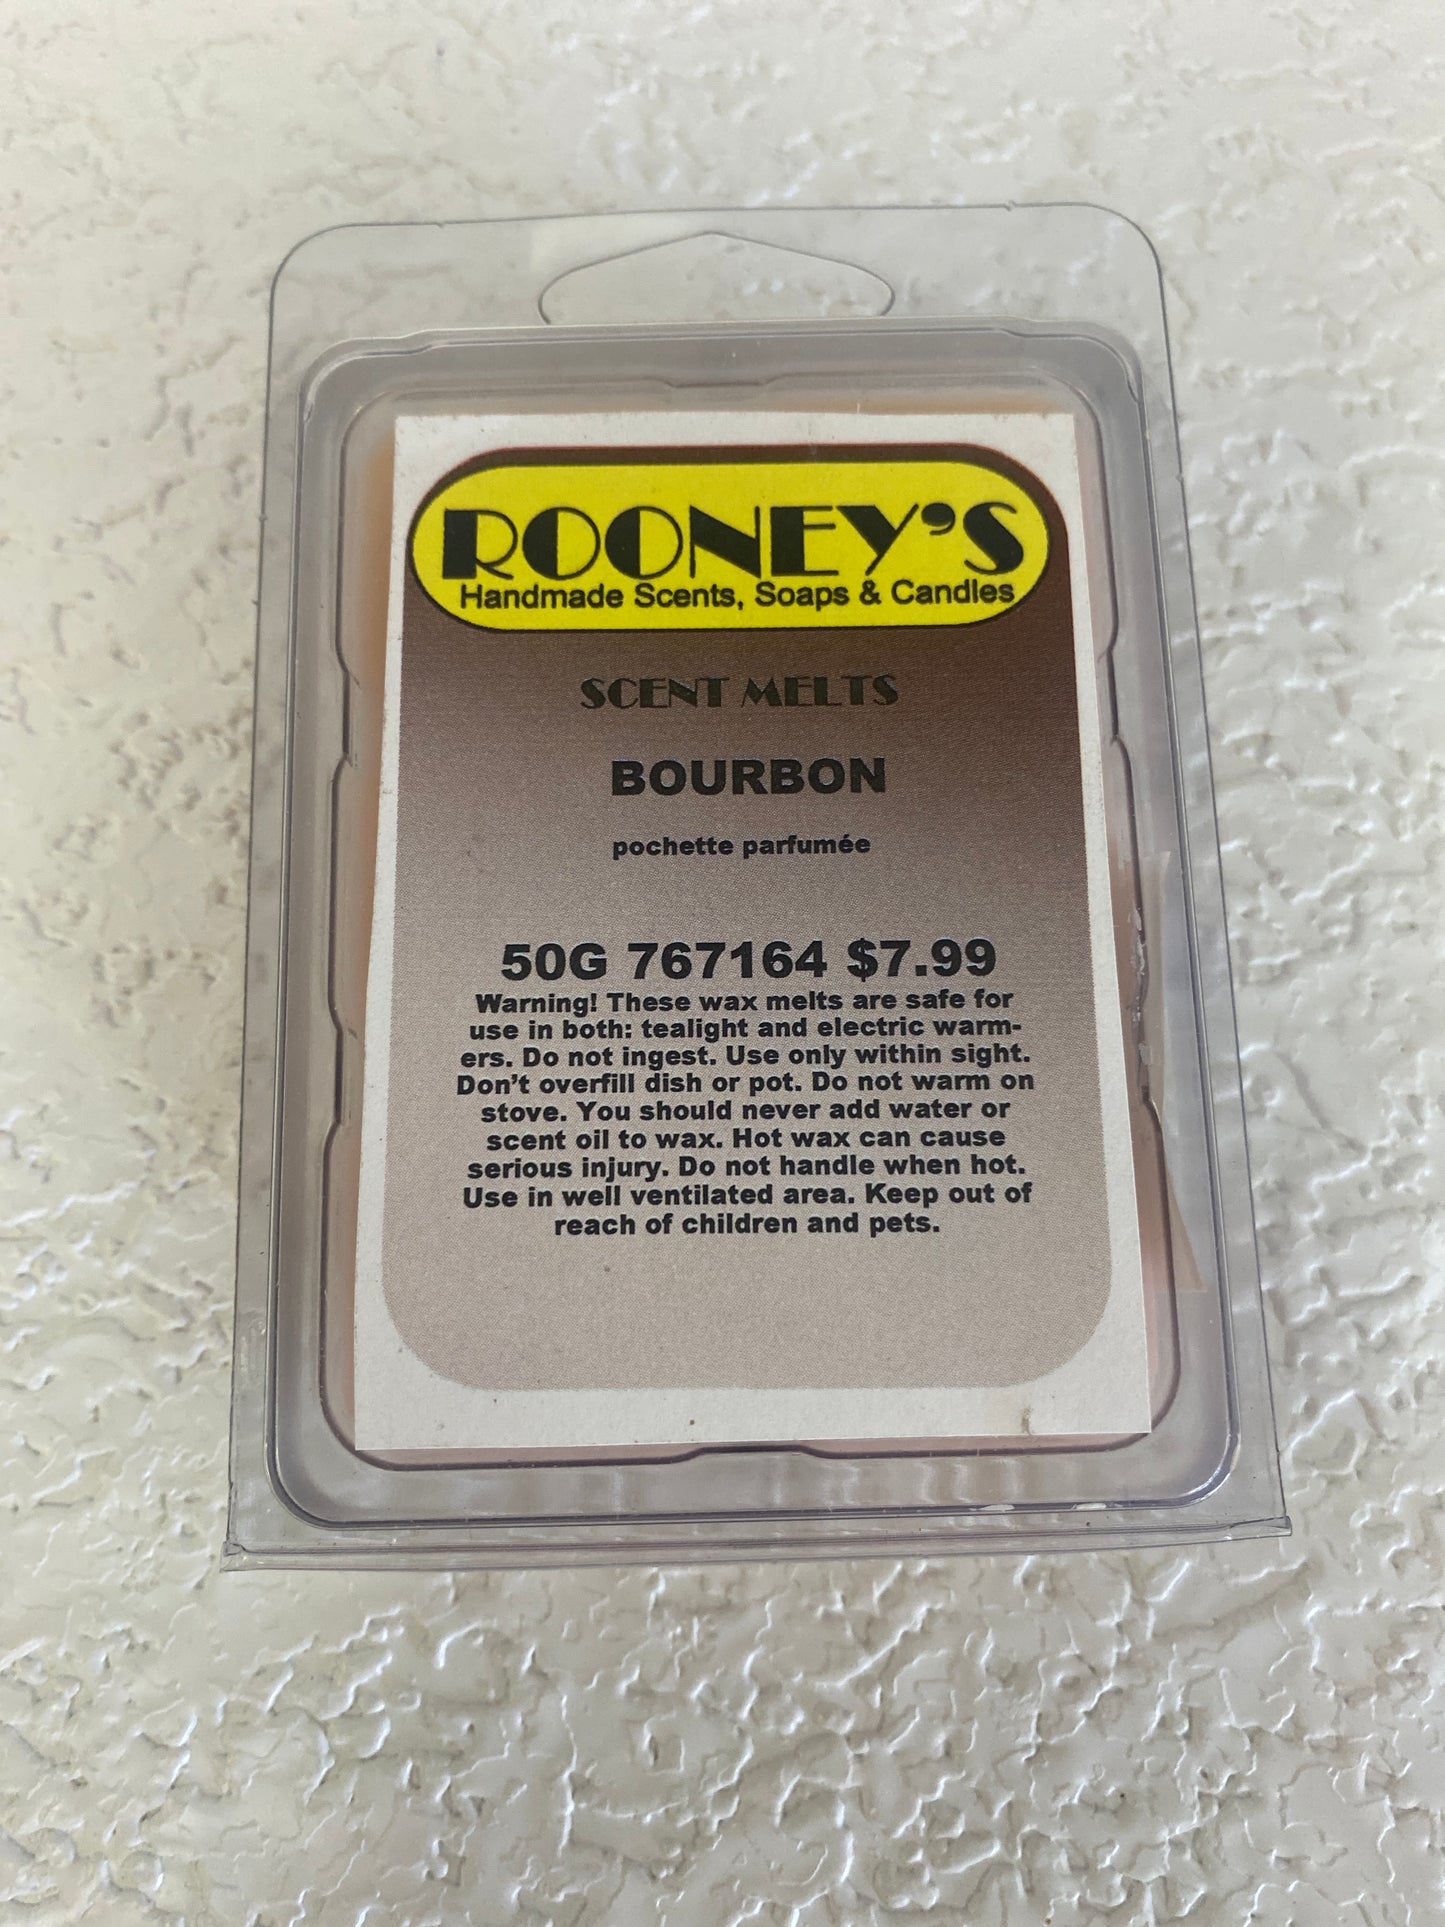 ROONEY'S
Handmade Scents, Soaps & Candles
SCENT MELTS
BOURBON
pochette parfumée
50G 767164 $7.99
Warning! These wax melts are safe for
use in both: tealight and electric warm-
ers. Do not ingest. Use only within sight.
Don't overfill dish or pot. Do not warm on
stove. You should never add water or
scent oil to wax. Hot wax can cause
serious injury. Do not handle when hot.
Use in well ventilated area. Keep out of
reach of children and pets.